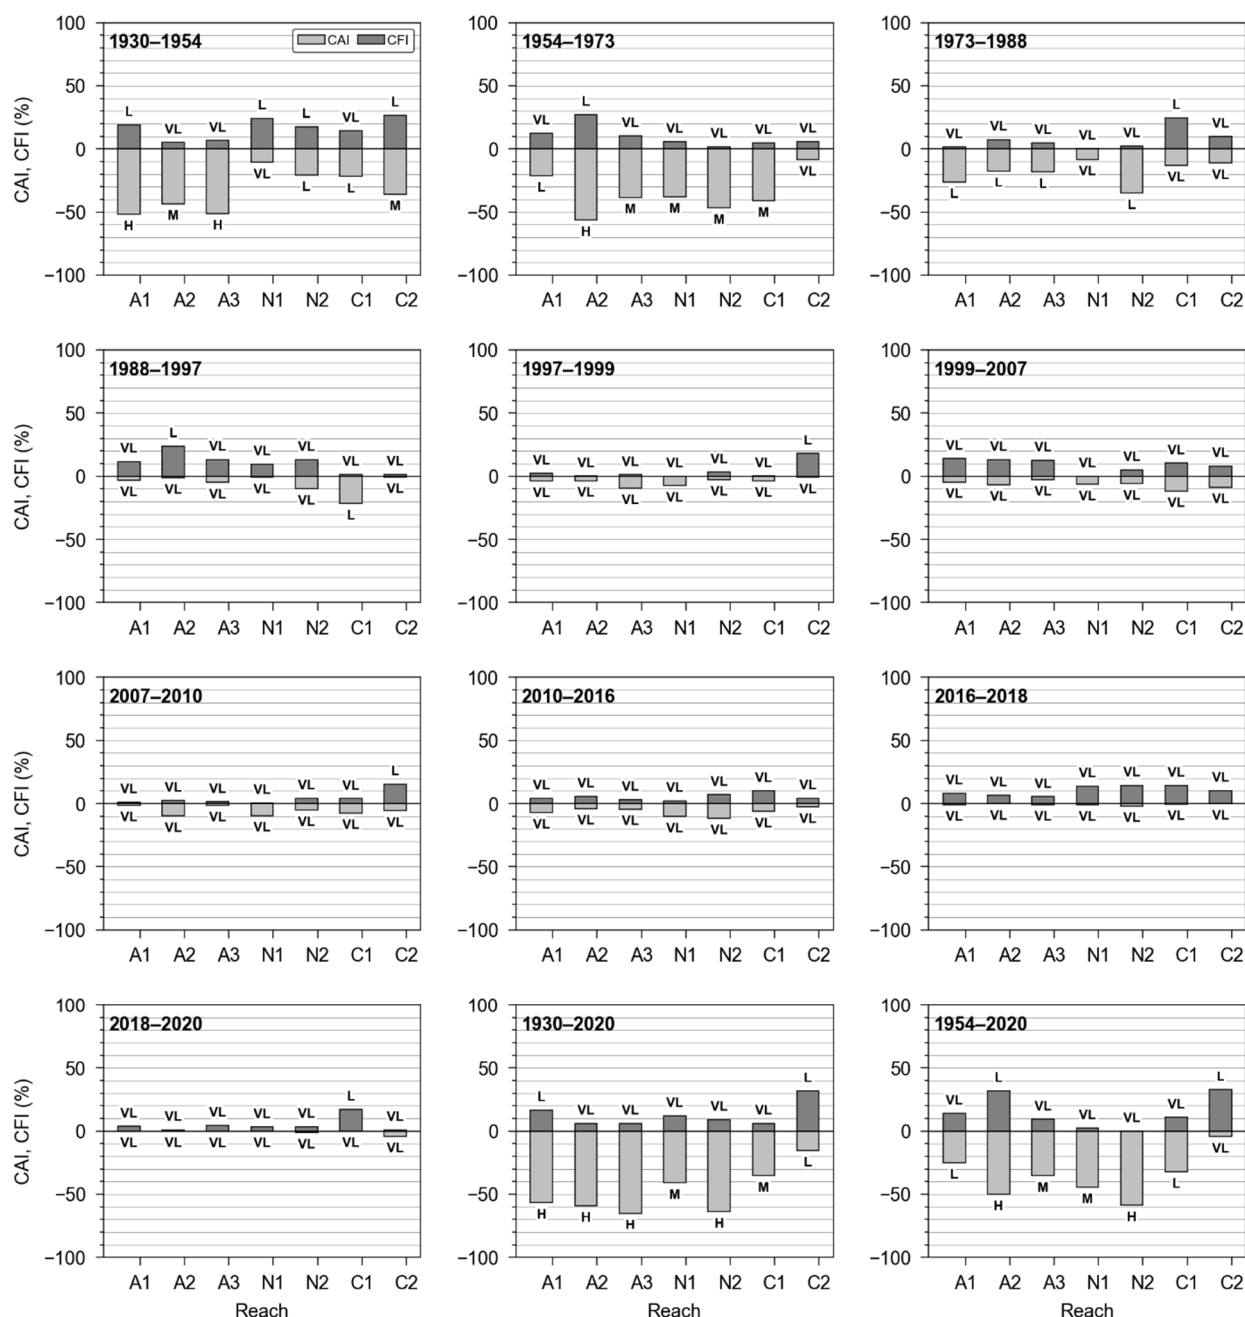 1930–1954
CAI CFI
CAI, CFI (%)
100
50
0
−50
−100
L VL VL L L VL L
H M H VL L L M
A1 A2 A3 N1 N2 C1 C2
1954–1973
100
50
0
−50
−100
VL L VL VL VL VL VL
L H M M M M VL
A1 A2 A3 N1 N2 C1 C2
1973–1988
100
50
0
−50
−100
VL VL VL VL VL L VL
L L L VL L VL VL
A1 A2 A3 N1 N2 C1 C2
1988–1997
CAI, CFI (%)
100
50
0
−50
−100
VL L VL VL VL VL VL
VL VL VL VL VL L VL
A1 A2 A3 N1 N2 C1 C2
1997–1999
100
50
0
−50
−100
VL VL VL VL VL VL L
VL VL VL VL VL VL VL
A1 A2 A3 N1 N2 C1 C2
1999–2007
100
50
0
−50
−100
VL VL VL VL VL VL VL
VL VL VL VL VL VL VL
A1 A2 A3 N1 N2 C1 C2
2007–2010
CAI, CFI (%)
100
50
0
−50
−100
VL VL VL VL VL VL L
VL VL VL VL VL VL VL
A1 A2 A3 N1 N2 C1 C2
2010–2016
100
50
0
−50
−100
VL VL VL VL VL VL VL
VL VL VL VL VL VL VL
A1 A2 A3 N1 N2 C1 C2
2016–2018
100
50
0
−50
−100
VL VL VL VL VL VL VL
VL VL VL VL VL VL VL
A1 A2 A3 N1 N2 C1 C2
2018–2020
CAI, CFI (%)
100
50
0
−50
−100
VL VL VL VL VL L VL
VL VL VL VL VL VL VL
A1 A2 A3 N1 N2 C1 C2
Reach
1930–2020
100
50
0
−50
−100
L VL VL VL VL VL L
H H H M H M L
A1 A2 A3 N1 N2 C1 C2
Reach
1954–2020
100
50
0
−50
−100
VL L VL VL VL VL L
L H M M H L VL
A1 A2 A3 N1 N2 C1 C2
Reach